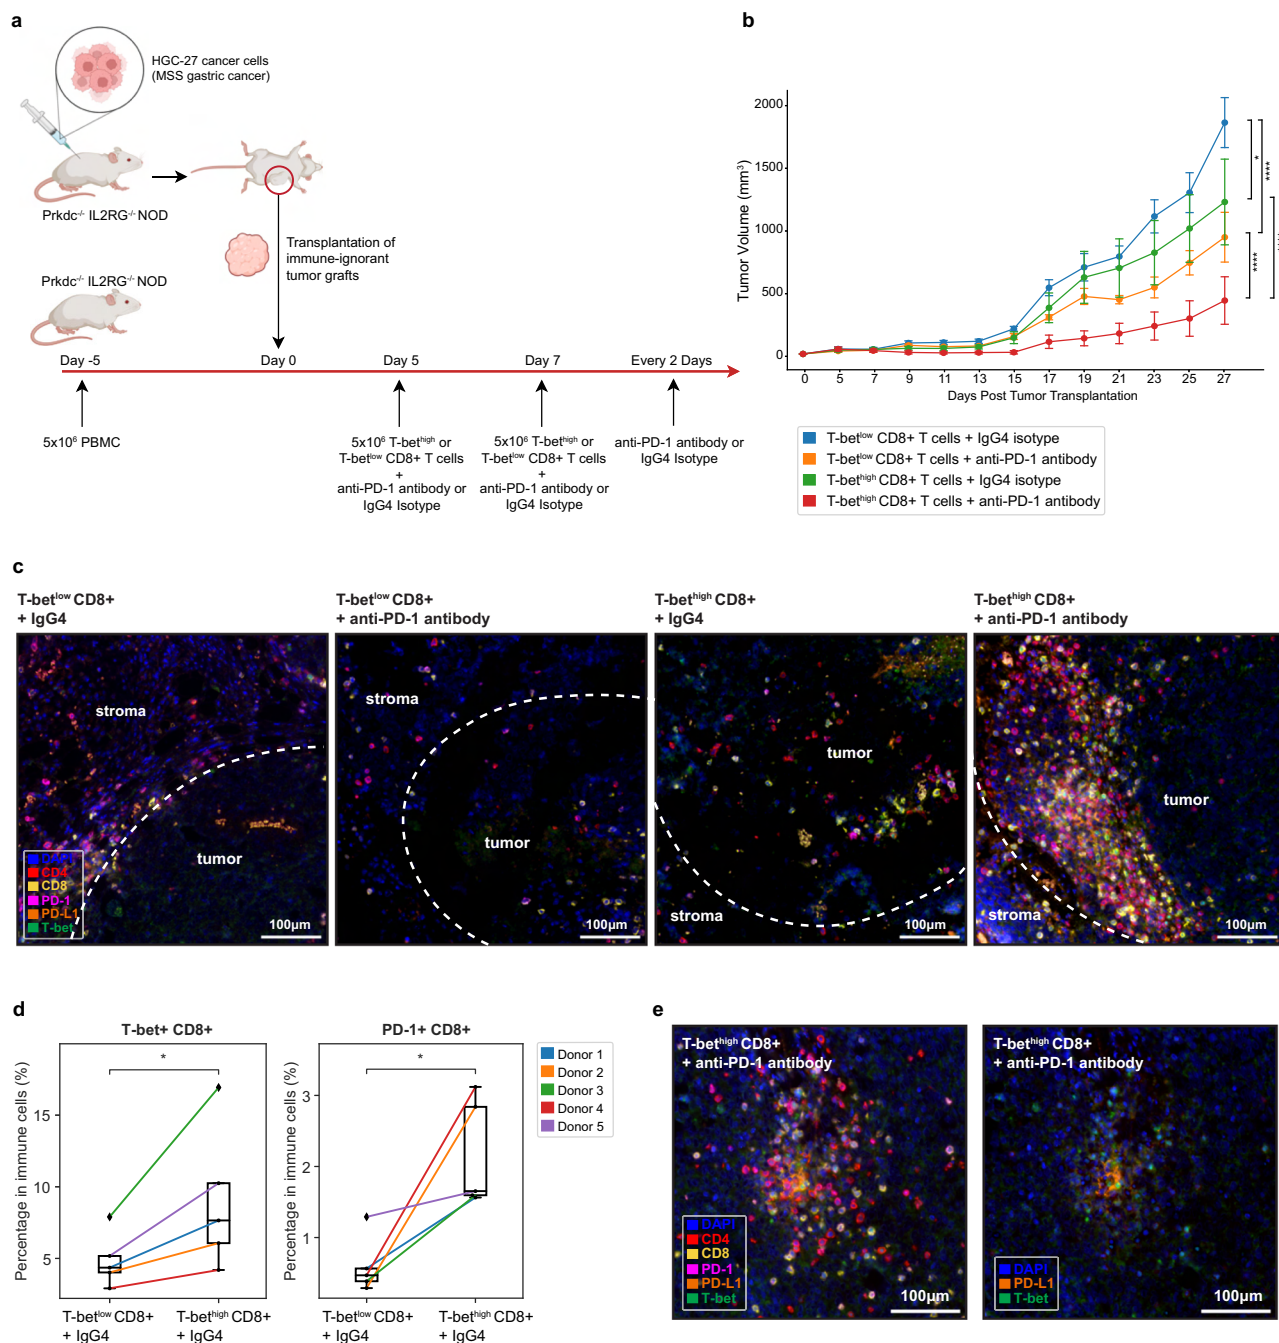 a
HGC-27 cancer cells
(MSS gastric cancer)
Prkdc-/- IL2RG-/- NOD
Transplantation of
immune-ignorant
tumor grafts
Prkdc-/- IL2RG-/- NOD
Day -5
Day 0
Day 5
Day 7
Every 2 Days
5x10⁶ PBMC
5x10⁶ T-bethigh or
T-betlow CD8+ T cells
+
anti-PD-1 antibody or
IgG4 Isotype
5x10⁶ T-bethigh or
T-betlow CD8+ T cells
+
anti-PD-1 antibody or
IgG4 Isotype
anti-PD-1 antibody or
IgG4 Isotype
b
Tumor Volume (mm³)
2000
1500
1000
500
0
0 5 7 9 11 13 15 17 19 21 23 25 27
Days Post Tumor Transplantation
*
****
****
T-betlow CD8+ T cells + IgG4 isotype
T-betlow CD8+ T cells + anti-PD-1 antibody
T-bethigh CD8+ T cells + IgG4 isotype
T-bethigh CD8+ T cells + anti-PD-1 antibody
c
T-betlow CD8+
+ IgG4
stroma
tumor
DAPI
CD4
CD8
PD-1
PD-L1
T-bet
100µm
T-betlow CD8+
+ anti-PD-1 antibody
stroma
tumor
100µm
T-bethigh CD8+
+ IgG4
tumor
stroma
100µm
T-bethigh CD8+
+ anti-PD-1 antibody
tumor
stroma
100µm
d
T-bet+ CD8+
Percentage in immune cells (%)
*
15
10
5
T-betlow CD8+
+ IgG4
T-bethigh CD8+
+ IgG4
PD-1+ CD8+
Percentage in immune cells (%)
*
3
2
1
T-betlow CD8+
+ IgG4
T-bethigh CD8+
+ IgG4
Donor 1
Donor 2
Donor 3
Donor 4
Donor 5
e
T-bethigh CD8+
+ anti-PD-1 antibody
DAPI
CD4
CD8
PD-1
PD-L1
T-bet
100µm
T-bethigh CD8+
+ anti-PD-1 antibody
DAPI
PD-L1
T-bet
100µm